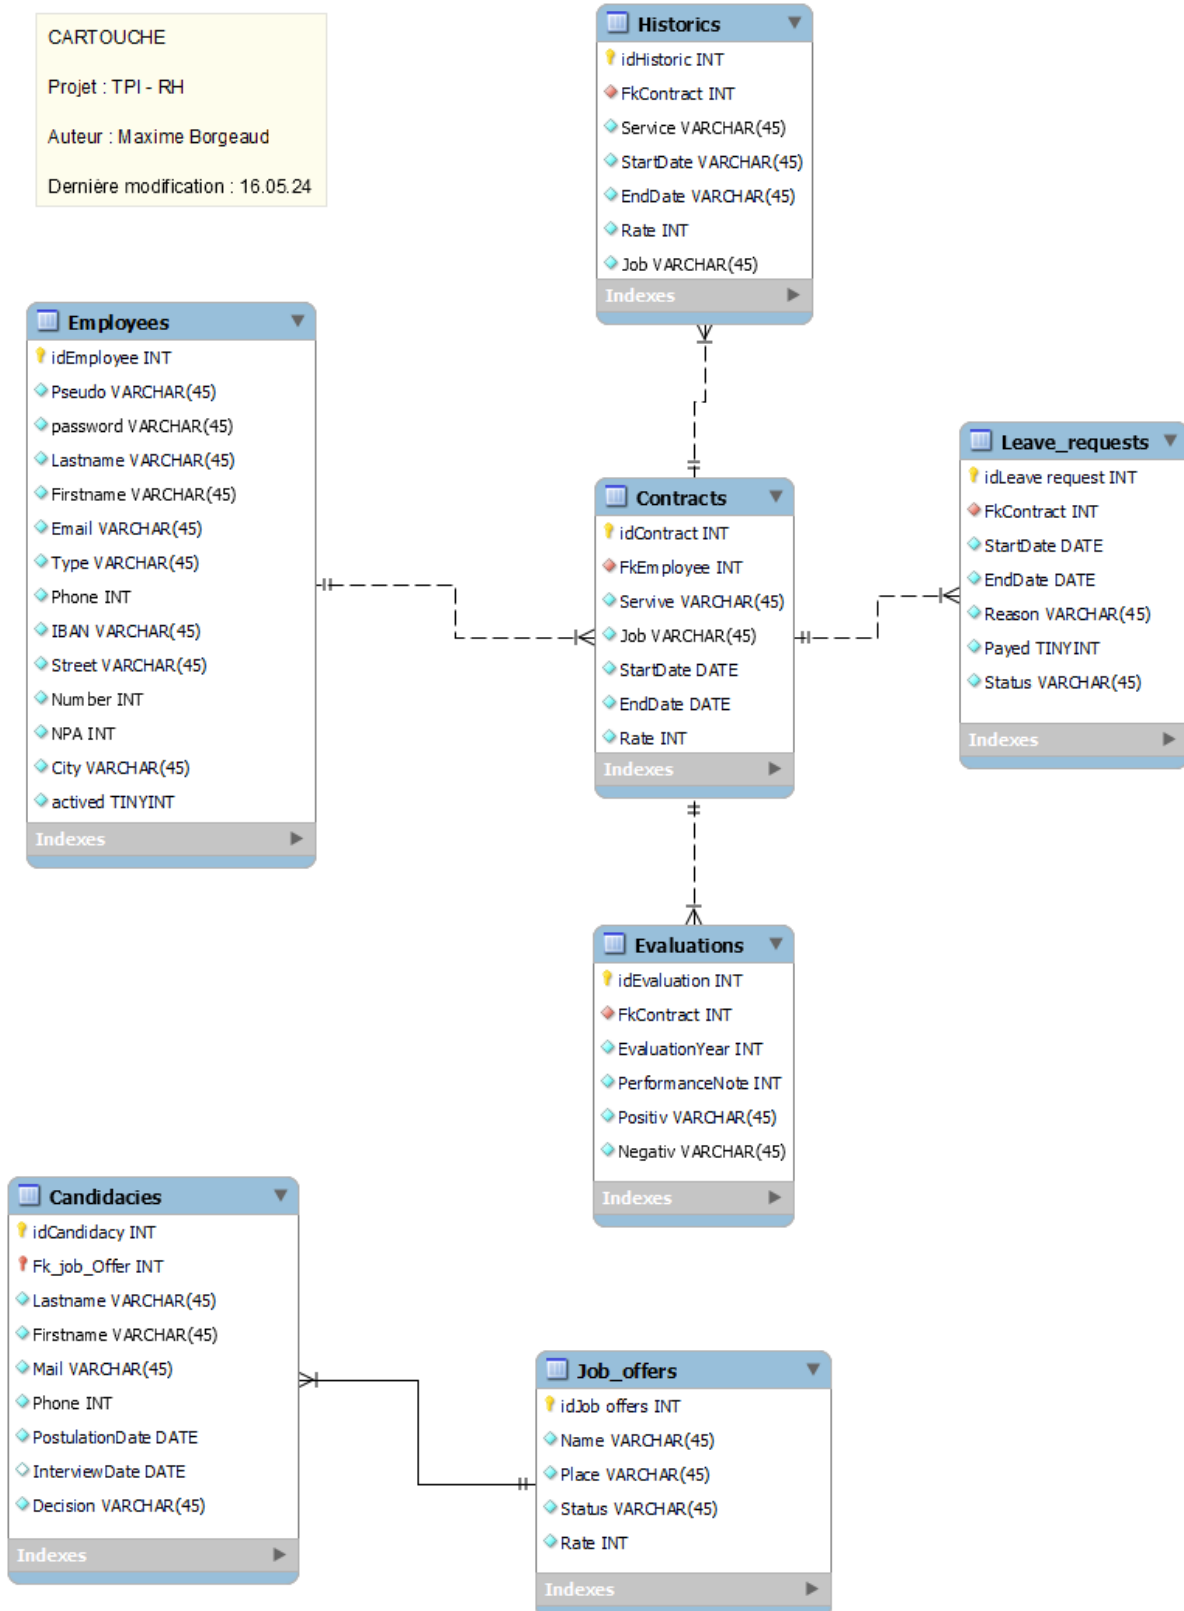 CARTOUCHE
Projet : TPI - RH
Auteur : Maxime Borgeaud
Dernière modification : 16.05.24
Historics
idHistoric INT
FkContract INT
Service VARCHAR(45)
StartDate VARCHAR(45)
EndDate VARCHAR(45)
Rate INT
Job VARCHAR(45)
Indexes
Employees
idEmployee INT
Pseudo VARCHAR(45)
password VARCHAR(45)
Lastname VARCHAR(45)
Firstname VARCHAR(45)
Email VARCHAR(45)
Type VARCHAR(45)
Phone INT
IBAN VARCHAR(45)
Street VARCHAR(45)
Number INT
NPA INT
City VARCHAR(45)
actived TINYINT
Indexes
Contracts
idContract INT
FkEmployee INT
Servive VARCHAR(45)
Job VARCHAR(45)
StartDate DATE
EndDate DATE
Rate INT
Indexes
Leave_requests
idLeave request INT
FkContract INT
StartDate DATE
EndDate DATE
Reason VARCHAR(45)
Payed TINYINT
Status VARCHAR(45)
Indexes
Evaluations
idEvaluation INT
FkContract INT
EvaluationYear INT
PerformanceNote INT
Positiv VARCHAR(45)
Negativ VARCHAR(45)
Indexes
Candidacies
idCandidacy INT
Fk_job_Offer INT
Lastname VARCHAR(45)
Firstname VARCHAR(45)
Mail VARCHAR(45)
Phone INT
PostulationDate DATE
InterviewDate DATE
Decision VARCHAR(45)
Indexes
Job_offers
idJob offers INT
Name VARCHAR(45)
Place VARCHAR(45)
Status VARCHAR(45)
Rate INT
Indexes